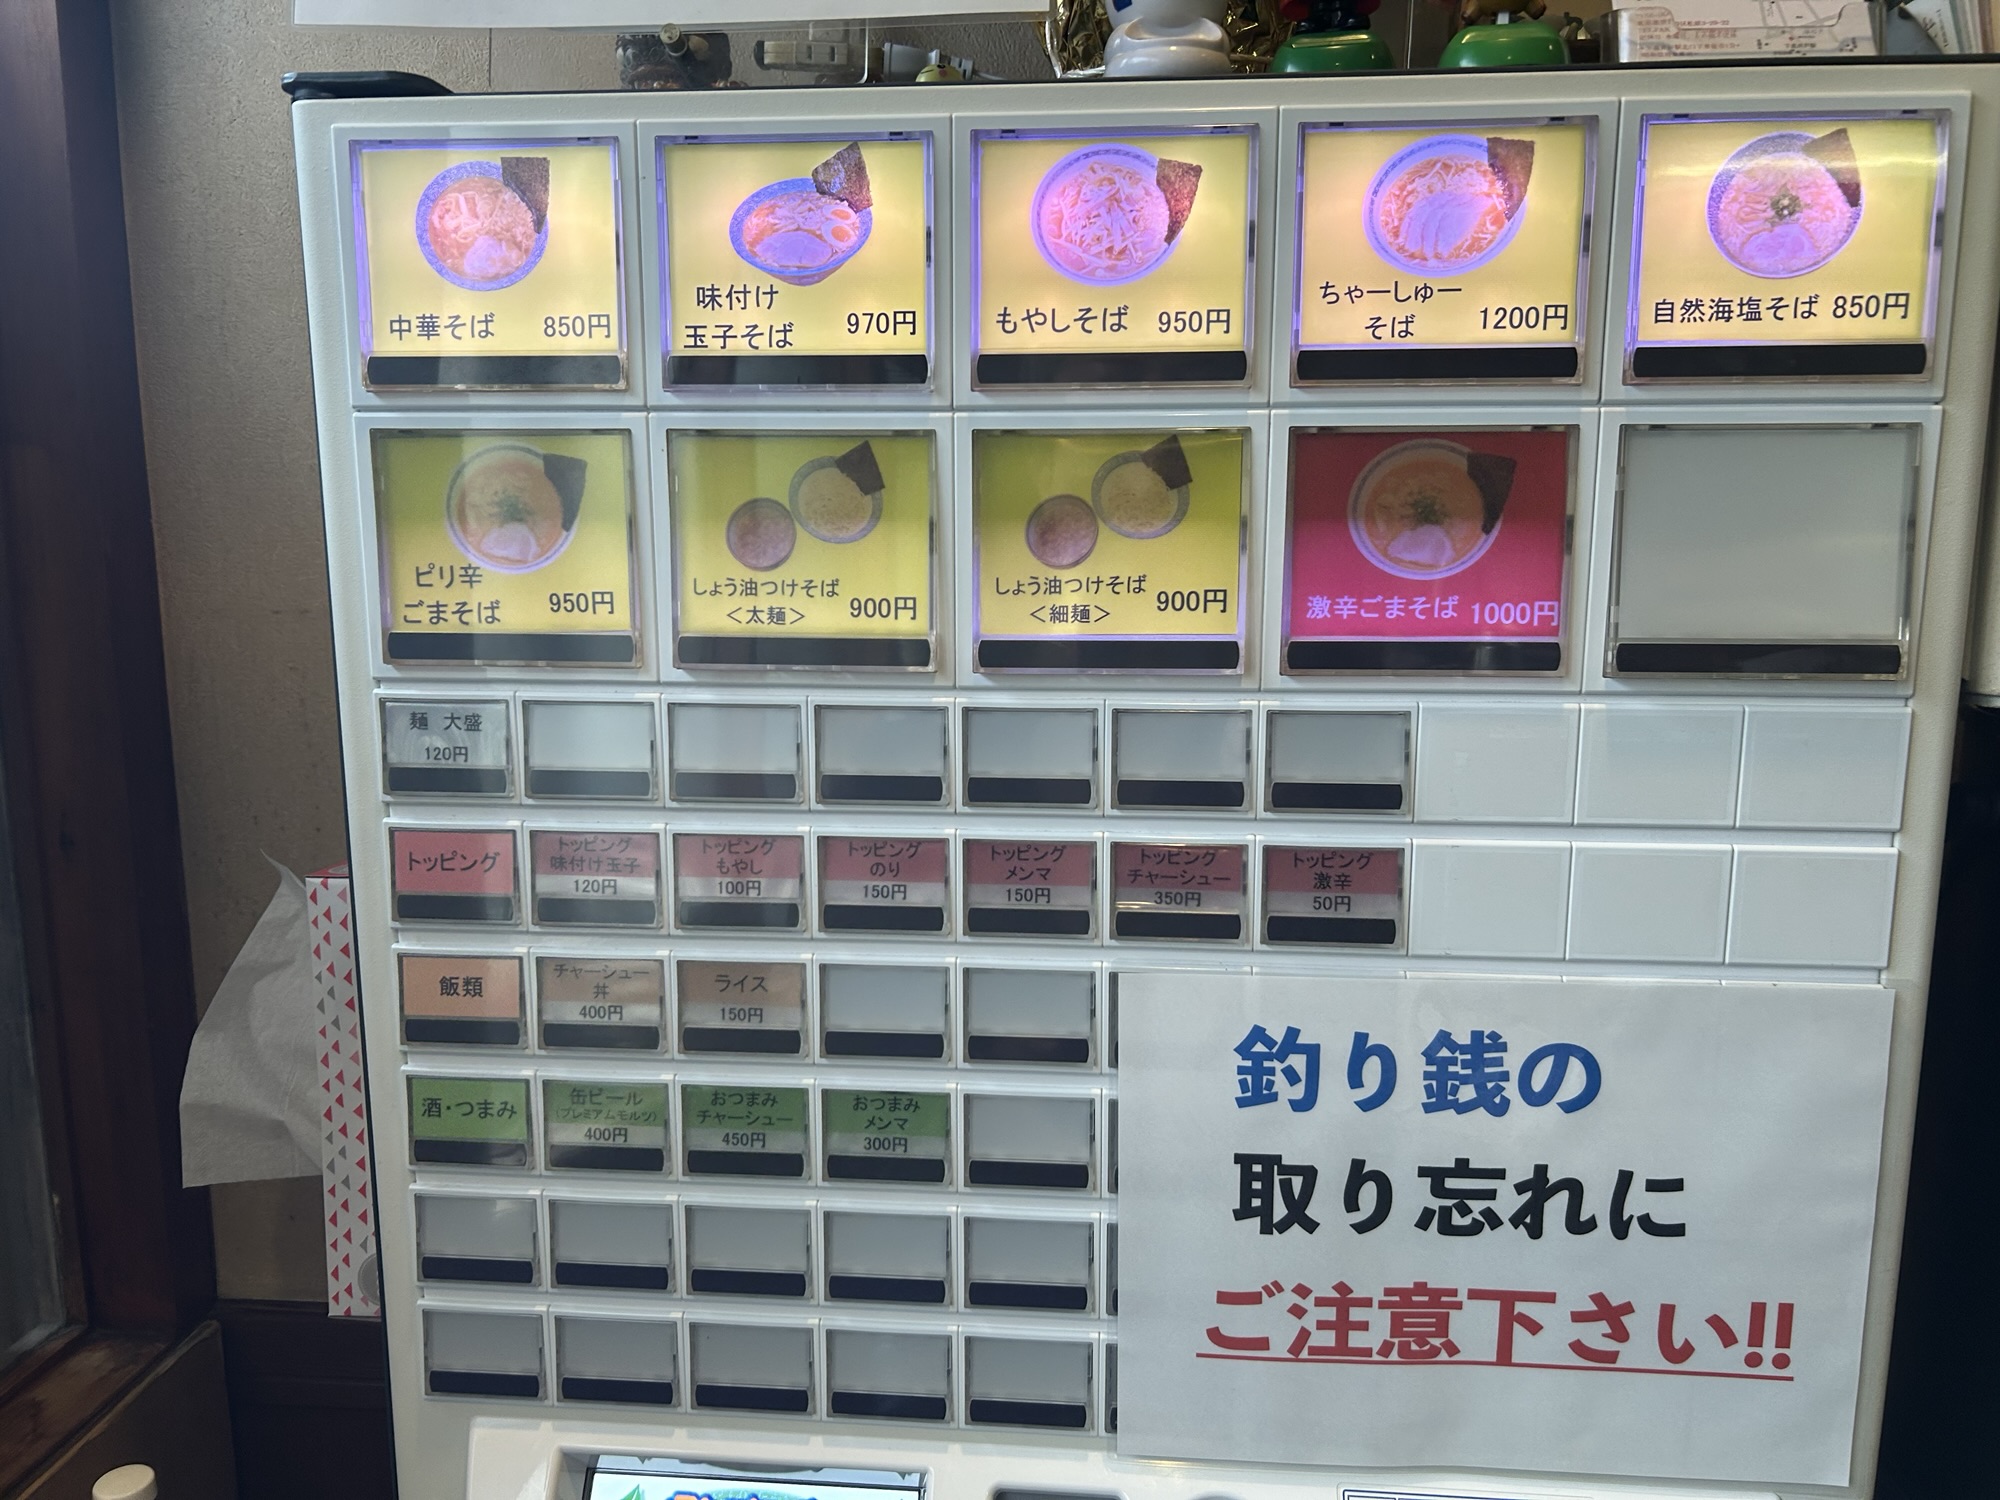 中華そば 850円
味付け
玉子そば 970円
もやしそば 950円
ちゃーしゅー
そば 1200円
自然海塩そば 850円
ピリ辛
ごまそば 950円
しょう油つけそば
<太麺> 900円
しょう油つけそば
<細麺> 900円
激辛ごまそば 1000円
麺 大盛
120円
トッピング
トッピング
味付け玉子
120円
トッピング
もやし
100円
トッピング
のり
150円
トッピング
メンマ
150円
トッピング
チャーシュー
350円
トッピング
激辛
50円
飯類
チャーシュー
丼
400円
ライス
150円
酒・つまみ
缶ビール
(プレミアムモルツ)
400円
おつまみ
チャーシュー
450円
おつまみ
メンマ
300円
釣り銭の
取り忘れに
ご注意下さい!!